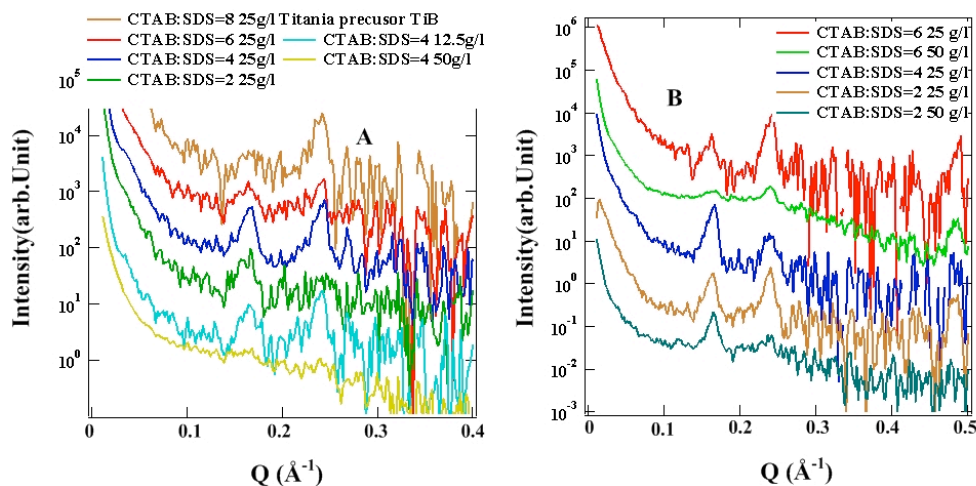 CTAB:SDS=8 25g/l Titania precusor TiB
CTAB:SDS=6 25g/l
CTAB:SDS=4 12.5g/l
CTAB:SDS=4 25g/l
CTAB:SDS=4 50g/l
CTAB:SDS=2 25g/l
A
10^5
10^4
10^3
10^2
10^1
10^0
Intensity(arb.Unit)
0 0.1 0.2 0.3 0.4
Q (Å^-1)
B
CTAB:SDS=6 25 g/l
CTAB:SDS=6 50 g/l
CTAB:SDS=4 25 g/l
CTAB:SDS=2 25 g/l
CTAB:SDS=2 50 g/l
10^6
10^5
10^4
10^3
10^2
10^1
10^0
10^-1
10^-2
10^-3
Intensity(arb.Unit)
0 0.1 0.2 0.3 0.4 0.5
Q (Å^-1)